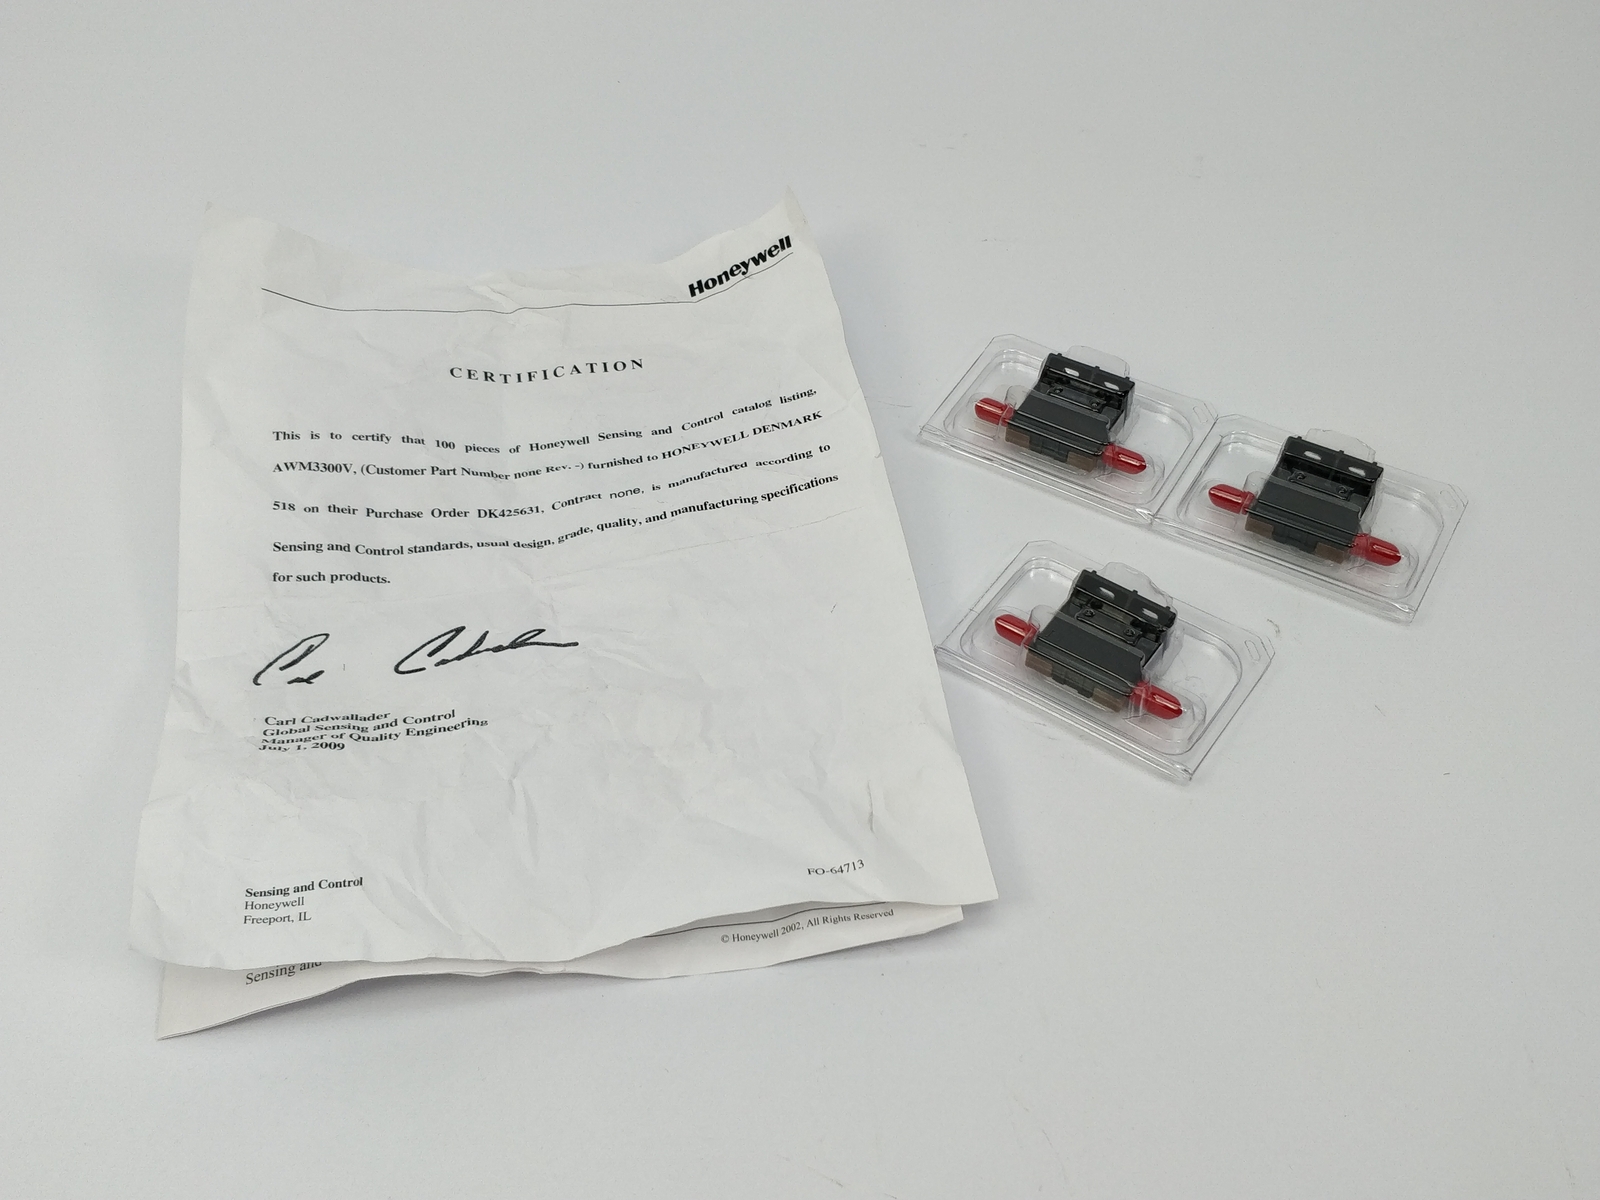 Honeywell
CERTIFICATION
This is to certify that 100 pieces of Honeywell Sensing and Control catalog listing,
AWM3300V, (Customer Part Number none Rev. -) furnished to HONEYWELL DENMARK
518 on their Purchase Order DK425631, Contract none, is manufactured according to
Sensing and Control standards, usual design, grade, quality, and manufacturing specifications
for such products.
Carl Cadwallader
Global Sensing and Control
Manager of Quality Engineering
July 1, 2009
FO-64713
Sensing and Control
Honeywell
Freeport, IL
© Honeywell 2002, All Rights Reserved
Sensing and